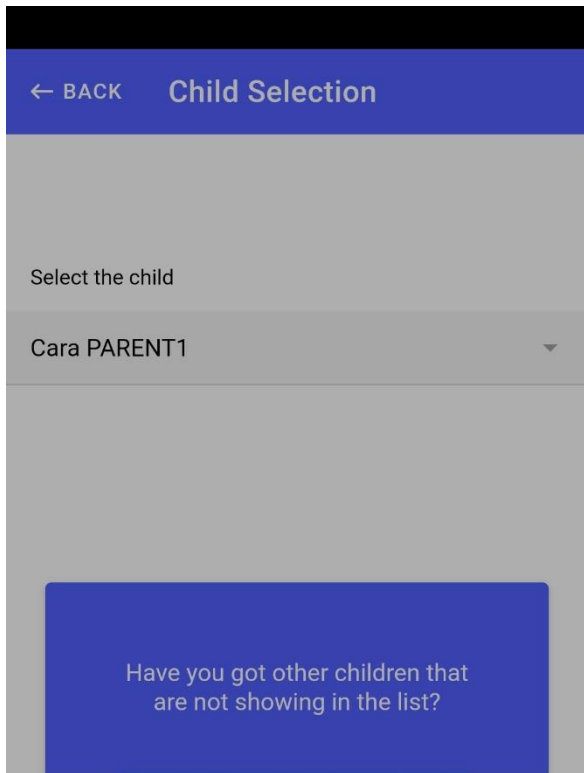 ← BACK Child Selection
Select the child
Cara PARENT1
Have you got other children that
are not showing in the list?